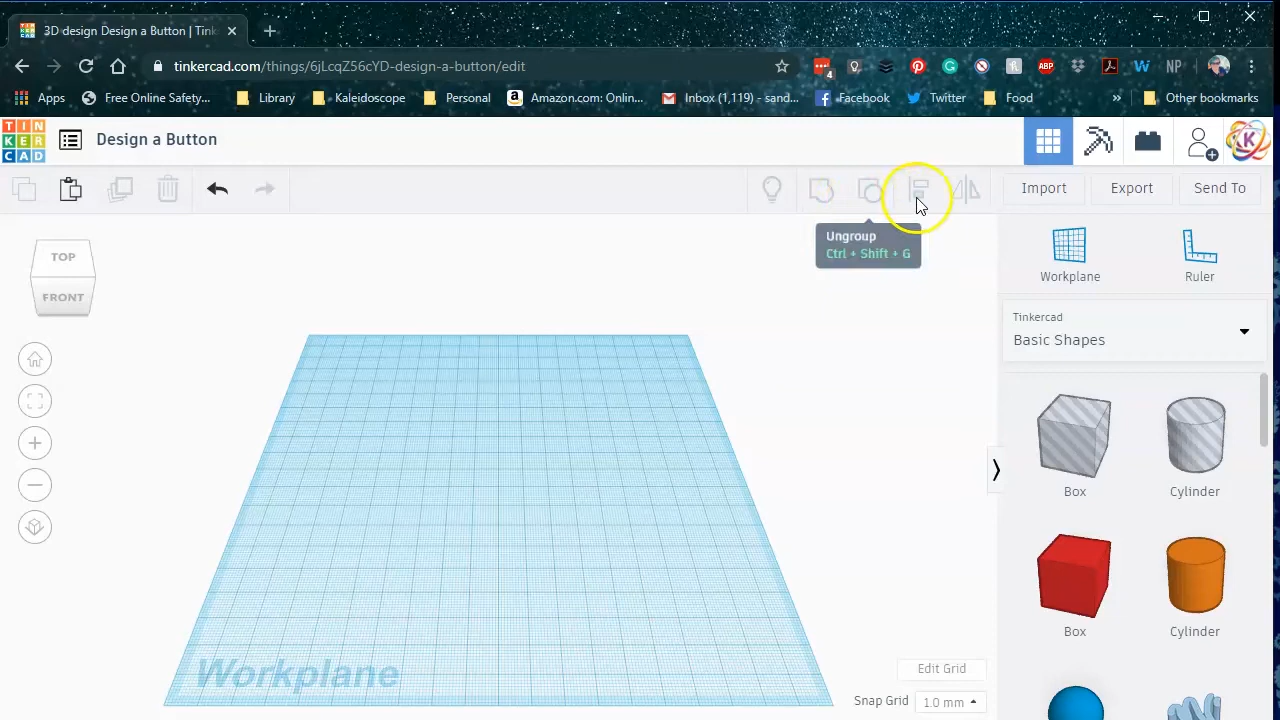 3D design Design a Button | Tink
tinkercad.com/things/6jLcqZ56cYD-design-a-button/edit
4
ABP
W
NP
Apps
Free Online Safety...
Library
Kaleidoscope
Personal
Amazon.com: Onlin...
Inbox (1,119) - sand...
Facebook
Twitter
Food
»
Other bookmarks
TIN
KER
CAD
Design a Button
K
Import
Export
Send To
Ungroup
Ctrl + Shift + G
TOP
FRONT
Workplane
Ruler
Tinkercad
Basic Shapes
Box
Cylinder
Box
Cylinder
Workplane
Edit Grid
Snap Grid
1.0 mm